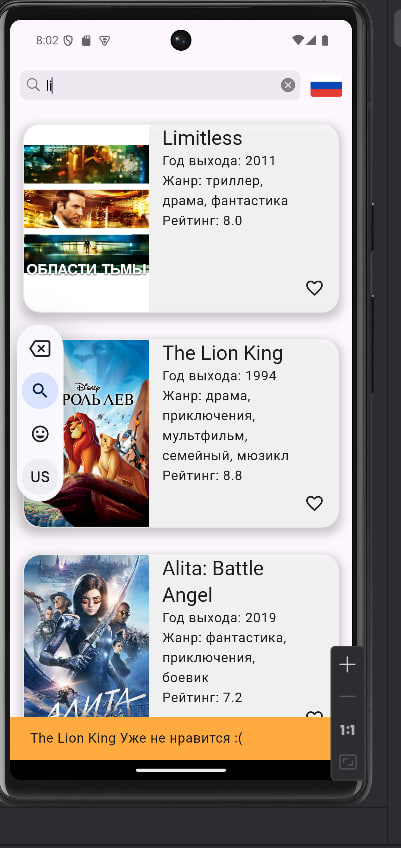 8:02
li
Limitless
Год выхода: 2011
Жанр: триллер,
драма, фантастика
Рейтинг: 8.0
ОБЛАСТИ ТЬМЫ
The Lion King
Год выхода: 1994
Жанр: драма,
приключения,
мультфильм,
семейный, мюзикл
Рейтинг: 8.8
Disney
РОЛЬ ЛЕВ
US
Alita: Battle
Angel
Год выхода: 2019
Жанр: фантастика,
приключения,
боевик
Рейтинг: 7.2
АЛИТА
The Lion King Уже не нравится :(
1:1